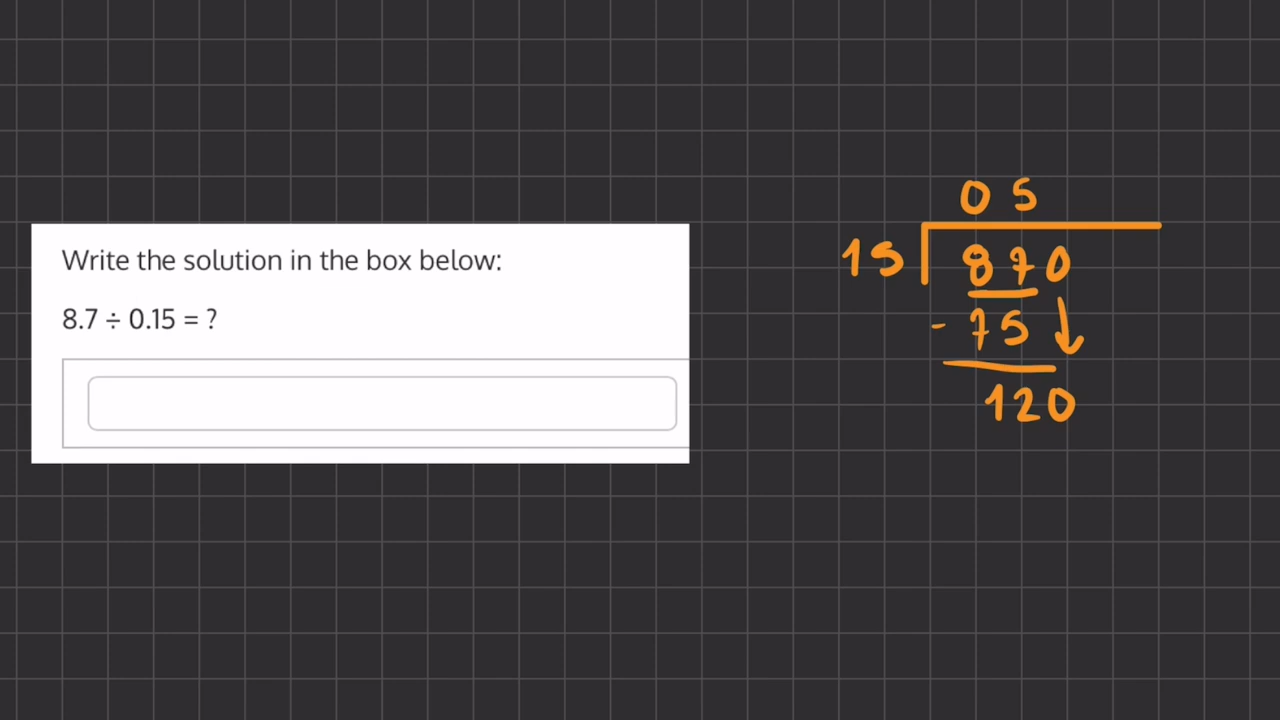 Write the solution in the box below:
8.7 ÷ 0.15 = ?
0 5
15 870
- 75 ↓
120